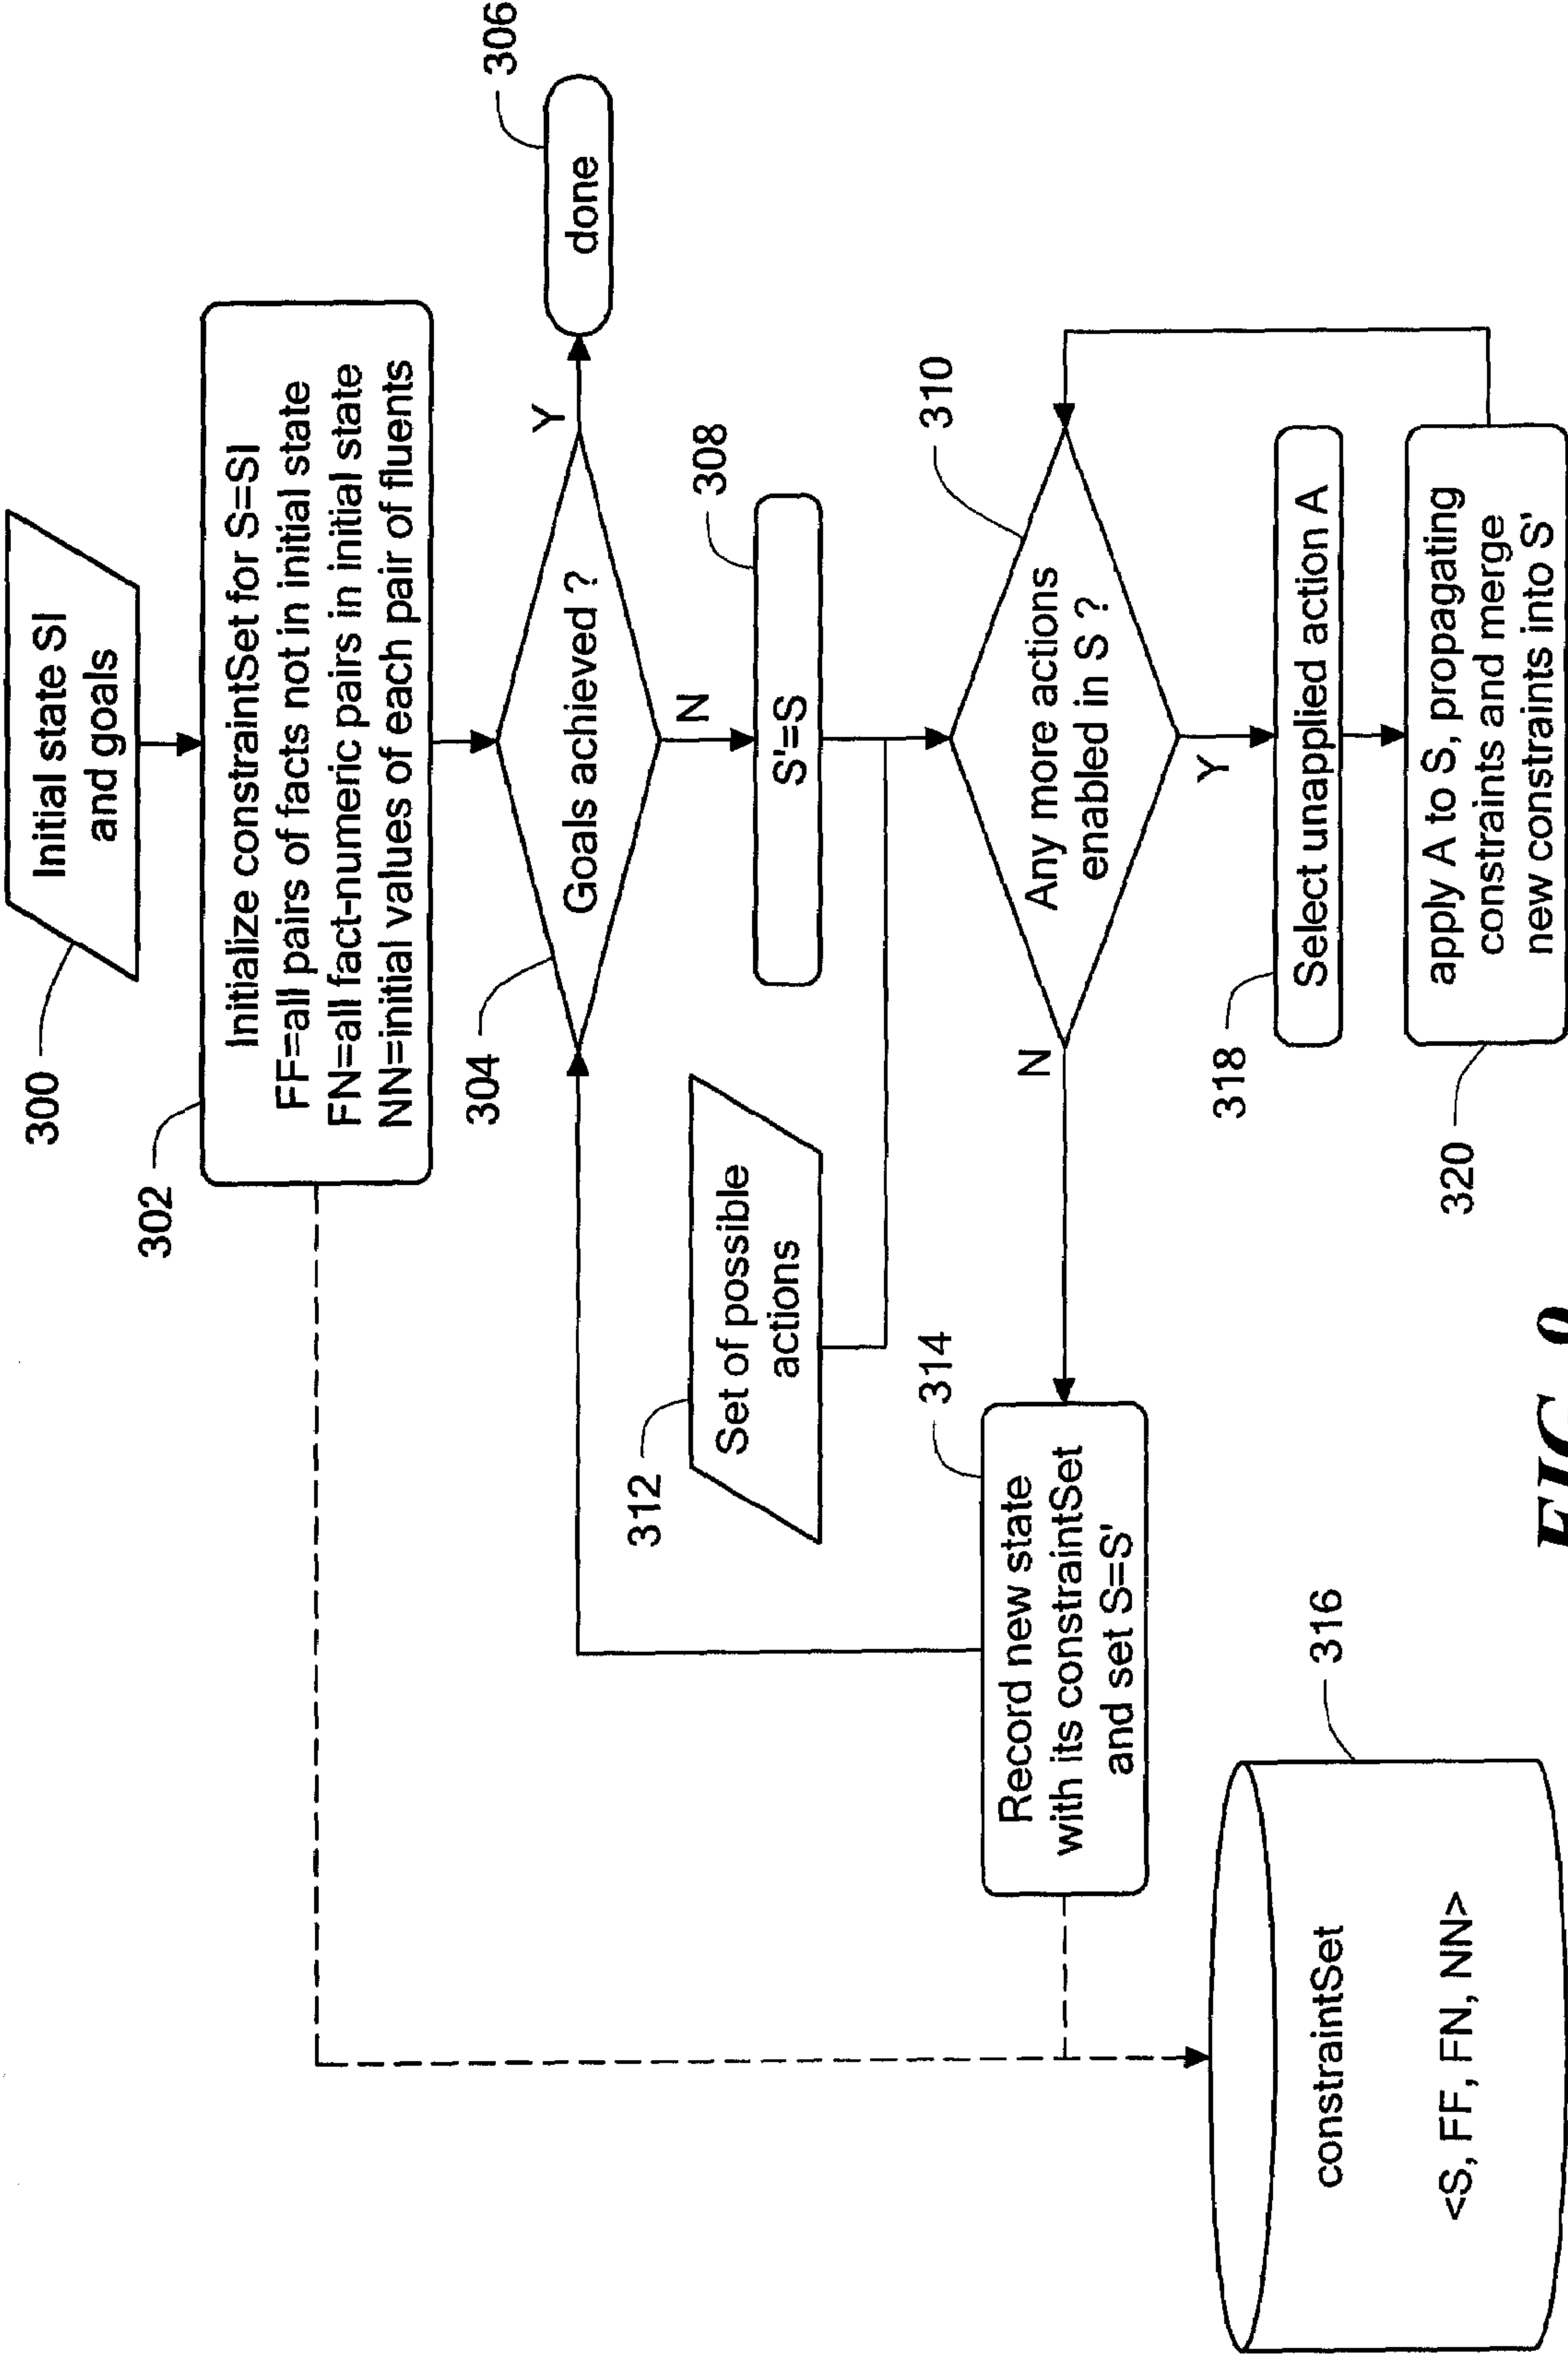 300
Initial state SI
and goals
302
Initialize constraintSet for S=SI
FF=all pairs of facts not in initial state
FN=all fact-numeric pairs in initial state
NN=initial values of each pair of fluents
304
Goals achieved ?
Y
306
done
N
308
S'=S
312
Set of possible
actions
310
Any more actions
enabled in S ?
N
Y
314
Record new state
with its constraintSet
and set S=S'
318
Select unapplied action A
320
apply A to S, propagating
constraints and merge
new constraints into S'
316
constraintSet
<S, FF, FN, NN>